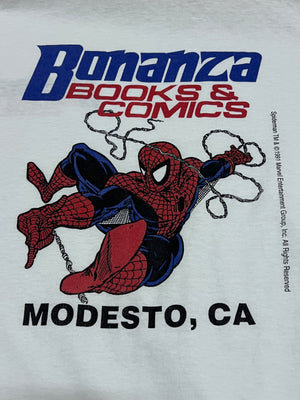 Bonanza
BOOKS &
COMICS
Spiderman TM & ©1991 Marvel Entertainment Group, Inc. All Rights Reserved
MODESTO, CA